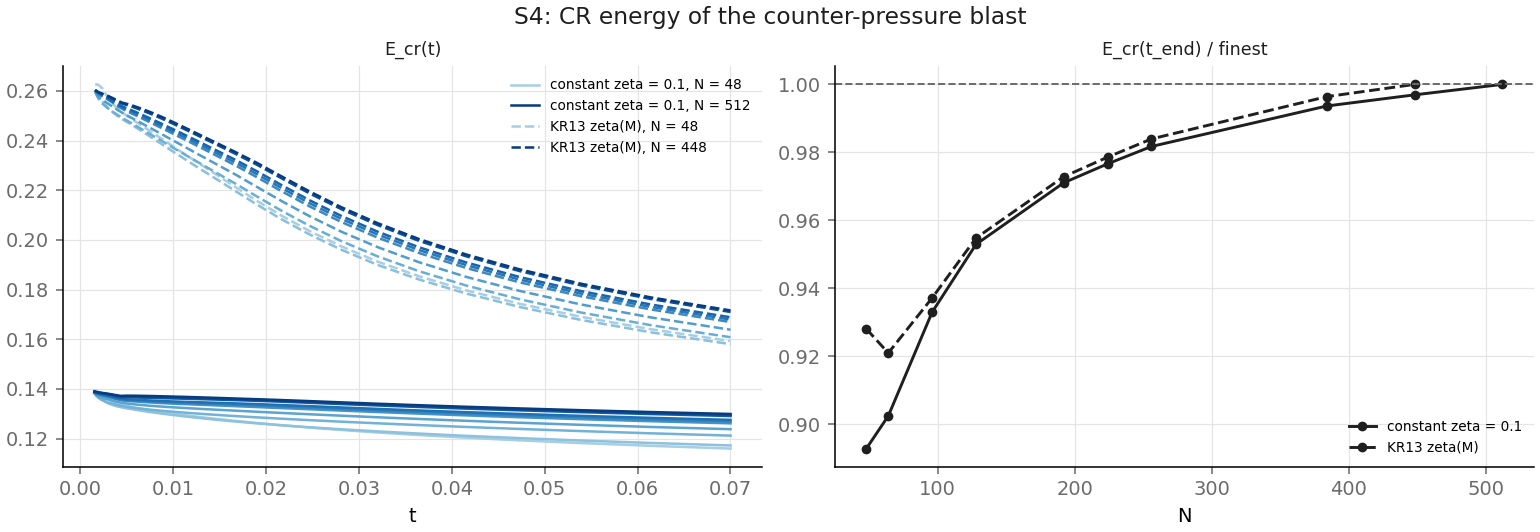 S4: CR energy of the counter-pressure blast
E_cr(t)
0.26
0.24
0.22
0.20
0.18
0.16
0.14
0.12
0.00 0.01 0.02 0.03 0.04 0.05 0.06 0.07
t
constant zeta = 0.1, N = 48
constant zeta = 0.1, N = 512
KR13 zeta(M), N = 48
KR13 zeta(M), N = 448
E_cr(t_end) / finest
1.00
0.98
0.96
0.94
0.92
0.90
100 200 300 400 500
N
constant zeta = 0.1
KR13 zeta(M)